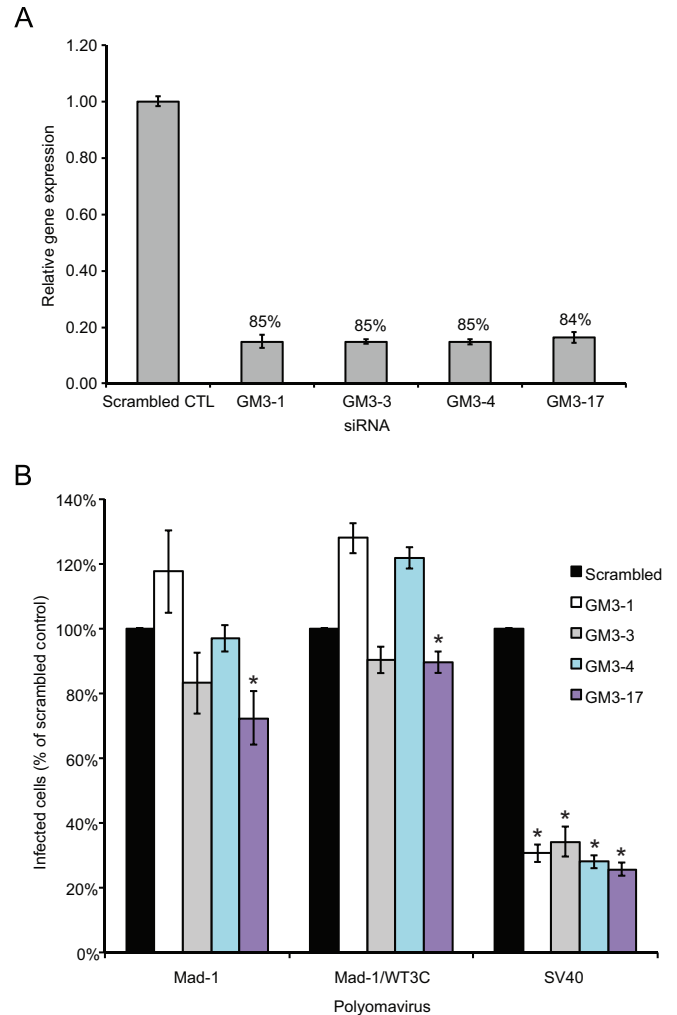 A
Relative gene expression
1.20
1.00
0.80
0.60
0.40
0.20
0.00
85%
85%
85%
84%
Scrambled CTL
GM3-1
GM3-3
GM3-4
GM3-17
siRNA
B
Infected cells (% of scrambled control)
140%
120%
100%
80%
60%
40%
20%
0%
*
*
*
*
*
*
Scrambled
GM3-1
GM3-3
GM3-4
GM3-17
Mad-1
Mad-1/WT3C
SV40
Polyomavirus